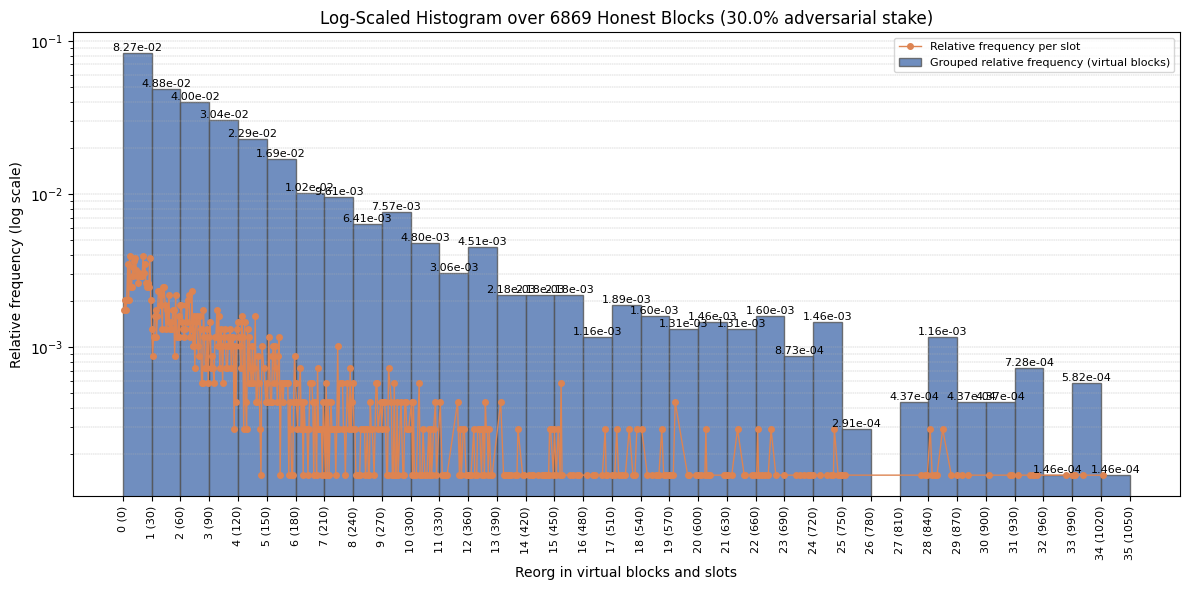 Log-Scaled Histogram over 6869 Honest Blocks (30.0% adversarial stake)
Relative frequency per slot
Grouped relative frequency (virtual blocks)
Relative frequency (log scale)
10⁻¹
10⁻²
10⁻³
8.27e-02
4.88e-02
4.00e-02
3.04e-02
2.29e-02
1.69e-02
1.02e-02
9.61e-03
6.41e-03
7.57e-03
4.80e-03
3.06e-03
4.51e-03
2.18e-03
2.18e-03
2.18e-03
1.16e-03
1.89e-03
1.60e-03
1.31e-03
1.46e-03
1.31e-03
1.60e-03
8.73e-04
1.46e-03
2.91e-04
4.37e-04
1.16e-03
4.37e-04
4.37e-04
7.28e-04
1.46e-04
5.82e-04
1.46e-04
0 (0)
1 (30)
2 (60)
3 (90)
4 (120)
5 (150)
6 (180)
7 (210)
8 (240)
9 (270)
10 (300)
11 (330)
12 (360)
13 (390)
14 (420)
15 (450)
16 (480)
17 (510)
18 (540)
19 (570)
20 (600)
21 (630)
22 (660)
23 (690)
24 (720)
25 (750)
26 (780)
27 (810)
28 (840)
29 (870)
30 (900)
31 (930)
32 (960)
33 (990)
34 (1020)
35 (1050)
Reorg in virtual blocks and slots